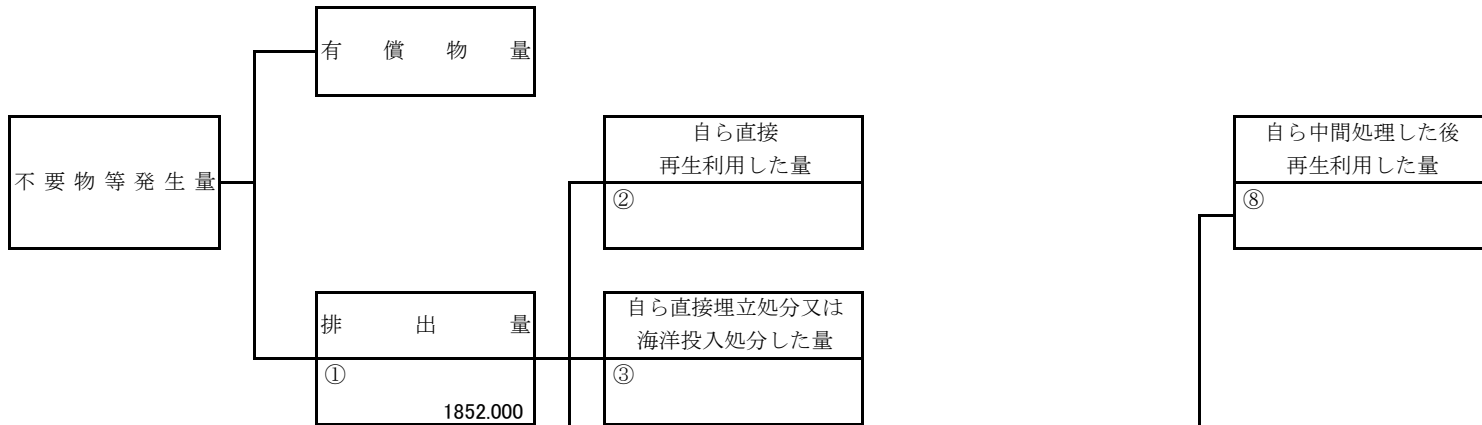 有償物量
不要物等発生量
自ら直接
再生利用した量
②
自ら中間処理した後
再生利用した量
⑧
排出量
①
1852.000
自ら直接埋立処分又は
海洋投入処分した量
③